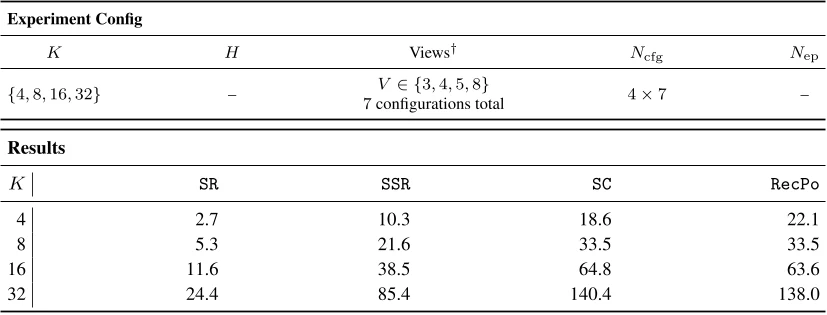 Experiment Config
K H Views† N_cfg N_ep
{4, 8, 16, 32} – V ∈ {3, 4, 5, 8} 4 × 7 –
7 configurations total
Results
K SR SSR SC RecPo
4 2.7 10.3 18.6 22.1
8 5.3 21.6 33.5 33.5
16 11.6 38.5 64.8 63.6
32 24.4 85.4 140.4 138.0